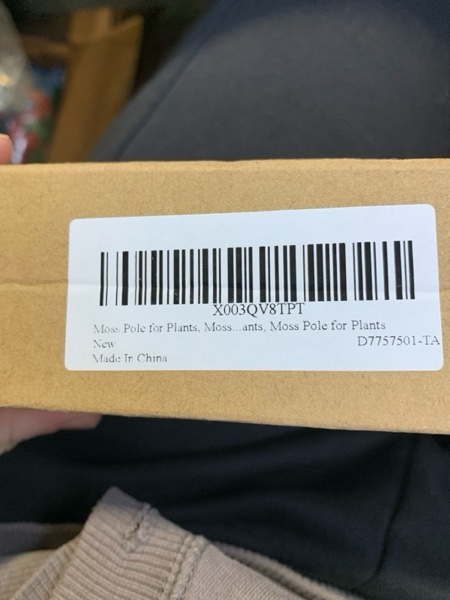 X003QV8TPT
Moss Pole for Plants, Moss...ants, Moss Pole for Plants
New D7757501-TA
Made In China